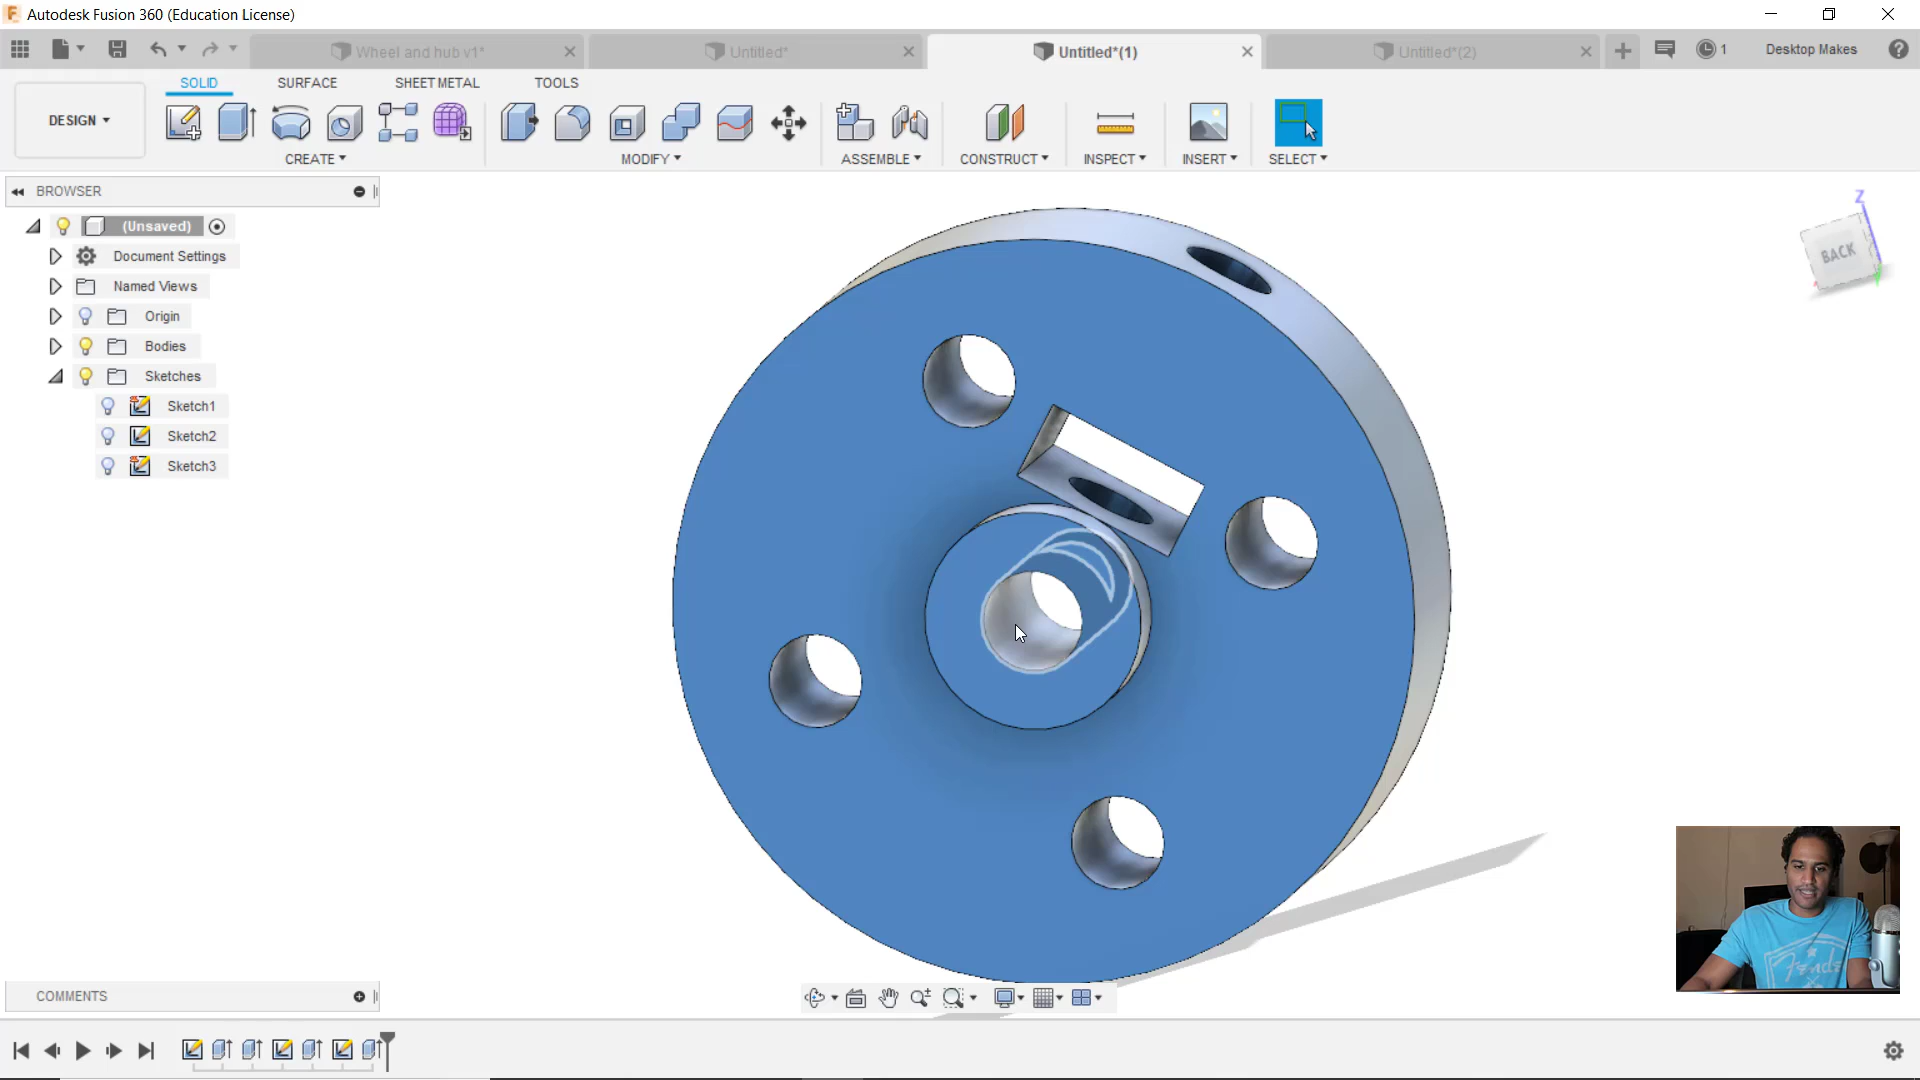 Autodesk Fusion 360 (Education License)
Wheel and hub v1*
Untitled*
Untitled*(1)
Untitled*(2)
1
Desktop Makes
DESIGN
SOLID
SURFACE
SHEET METAL
TOOLS
CREATE
MODIFY
ASSEMBLE
CONSTRUCT
INSPECT
INSERT
SELECT
BROWSER
(Unsaved)
Document Settings
Named Views
Origin
Bodies
Sketches
Sketch1
Sketch2
Sketch3
Z
BACK
Fender
COMMENTS